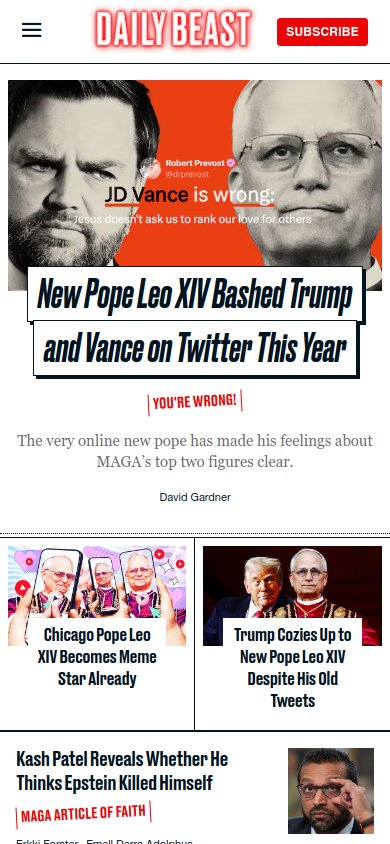 DAILY BEAST
SUBSCRIBE
Robert Prevost
@drprevost
JD Vance is wrong:
Jesus doesn't ask us to rank our love for others
New Pope Leo XIV Bashed Trump
and Vance on Twitter This Year
YOU'RE WRONG!
The very online new pope has made his feelings about
MAGA's top two figures clear.
David Gardner
Chicago Pope Leo
XIV Becomes Meme
Star Already
Trump Cozies Up to
New Pope Leo XIV
Despite His Old
Tweets
Kash Patel Reveals Whether He
Thinks Epstein Killed Himself
MAGA ARTICLE OF FAITH
Erkki Forster, Emell Derra Adolphus